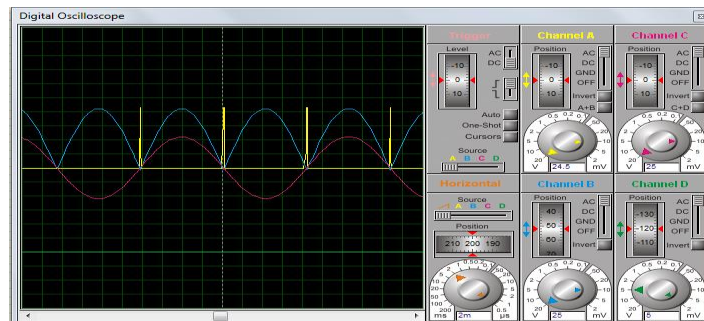 Digital Oscilloscope
Trigger
Level
AC
DC
-10
0
10
Auto
One-Shot
Cursors
Source
A B C D
Channel A
Position
AC
DC
GND
OFF
-10
0
10
Invert
A+B
V
24.5
mV
Channel C
Position
AC
DC
GND
OFF
-10
0
10
Invert
C+D
V
25
mV
Horizontal
Source
A B C D
Position
210 200 190
ms
2m
µs
Channel B
Position
AC
DC
GND
OFF
40
50
60
70
Invert
V
25
mV
Channel D
Position
AC
DC
GND
OFF
-130
-120
-110
Invert
V
5
mV